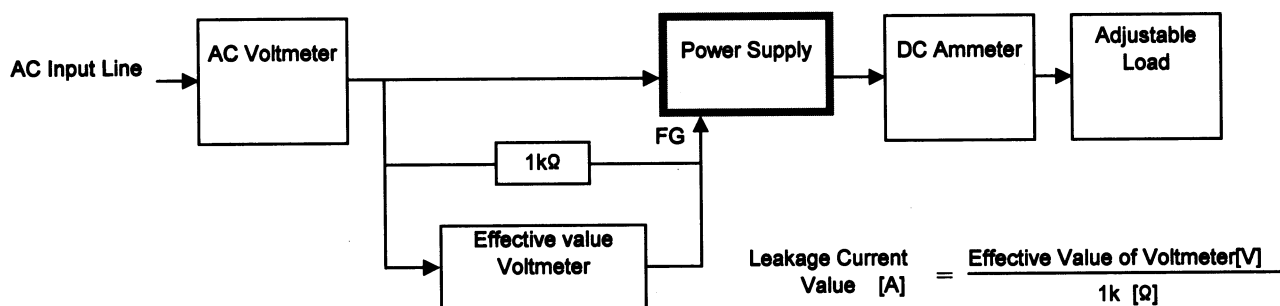 AC Input Line
AC Voltmeter
Power Supply
DC Ammeter
Adjustable
Load
FG
1kΩ
Effective value
Voltmeter
Leakage Current
Value [A]
= Effective Value of Voltmeter[V]
1k [Ω]